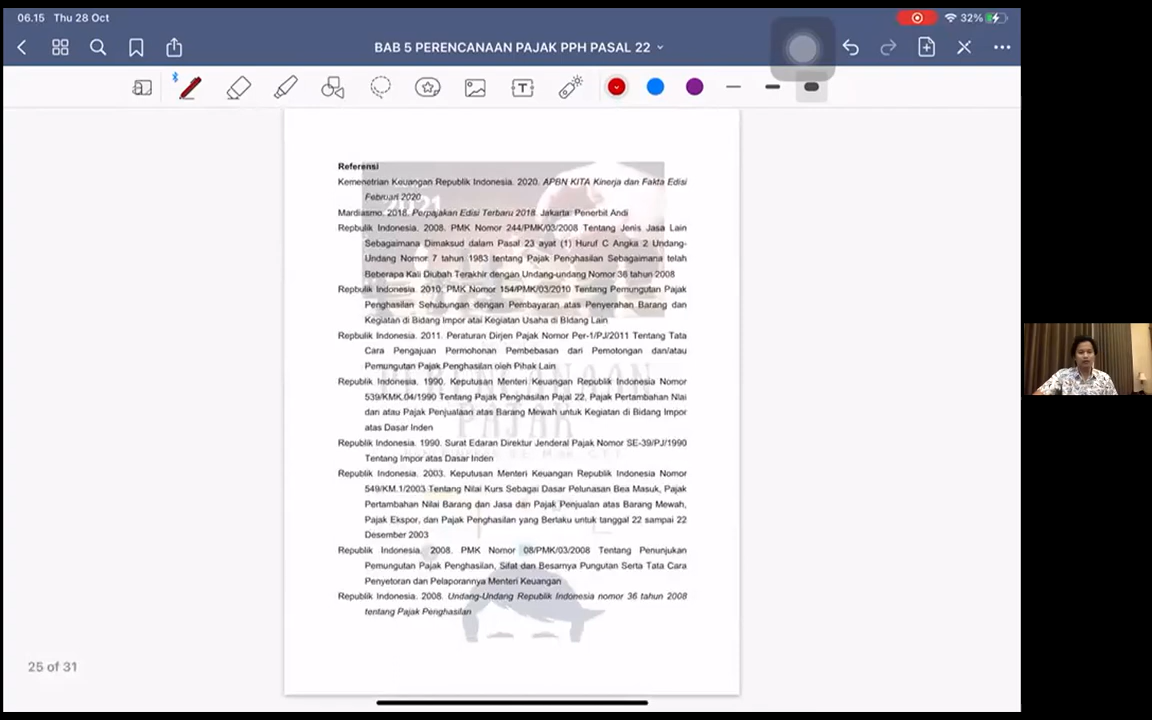 06.15 Thu 28 Oct
32%
BAB 5 PERENCANAAN PAJAK PPH PASAL 22
Referensi
Kemenetrian Keuangan Republik Indonesia. 2020. APBN KITA Kinerja dan Fakta Edisi
Februari 2020
2021
Mardiasmo. 2018. Perpajakan Edisi Terbaru 2018. Jakarta: Penerbit Andi
Repbulik Indonesia. 2008. PMK Nomor 244/PMK/03/2008 Tentang Jenis Jasa Lain
Sebagaimana Dimaksud dalam Pasal 23 ayat (1) Huruf C Angka 2 Undang-
Undang Nomor 7 tahun 1983 tentang Pajak Penghasilan Sebagaimana telah
Beberapa Kali Diubah Terakhir dengan Undang-undang Nomor 36 tahun 2008
Repbulik Indonesia. 2010. PMK Nomor 154/PMK/03/2010 Tentang Pemungutan Pajak
Penghasilan Sehubungan dengan Pembayaran atas Penyerahan Barang dan
Kegiatan di Bidang Impor atai Kegiatan Usaha di BIdang Lain
Repbulik Indonesia. 2011. Peraturan Dirjen Pajak Nomor Per-1/PJ/2011 Tentang Tata
Cara Pengajuan Permohonan Pembebasan dari Pemotongan dan/atau
Pemungutan Pajak Penghasilan oleh Pihak Lain
Republik Indonesia. 1990. Keputusan Menteri Keuangan Republik Indonesia Nomor
539/KMK.04/1990 Tentang Pajak Penghasilan Pajal 22, Pajak Pertambahan NIai
dan atau Pajak Penjualaan atas Barang Mewah untuk Kegiatan di Bidang Impor
atas Dasar Inden
PERENCANAAN
PAJAK
Republik Indonesia. 1990. Surat Edaran Direktur Jenderal Pajak Nomor SE-39/PJ/1990
Tentang Impor atas Dasar Inden
Republik Indonesia. 2003. Keputusan Menteri Keuangan Republik Indonesia Nomor
549/KM.1/2003 Tentang Nilai Kurs Sebagai Dasar Pelunasan Bea Masuk, Pajak
Pertambahan Nilai Barang dan Jasa dan Pajak Penjualan atas Barang Mewah,
Pajak Ekspor, dan Pajak Penghasilan yang Berlaku untuk tanggal 22 sampai 22
Desember 2003
Republik Indonesia. 2008. PMK Nomor 08/PMK/03/2008 Tentang Penunjukan
Pemungutan Pajak Penghasilan, Sifat dan Besarnya Pungutan Serta Tata Cara
Penyetoran dan Pelaporannya Menteri Keuangan
Republik Indonesia. 2008. Undang-Undang Republik Indonesia nomor 36 tahun 2008
tentang Pajak Penghasilan
25 of 31